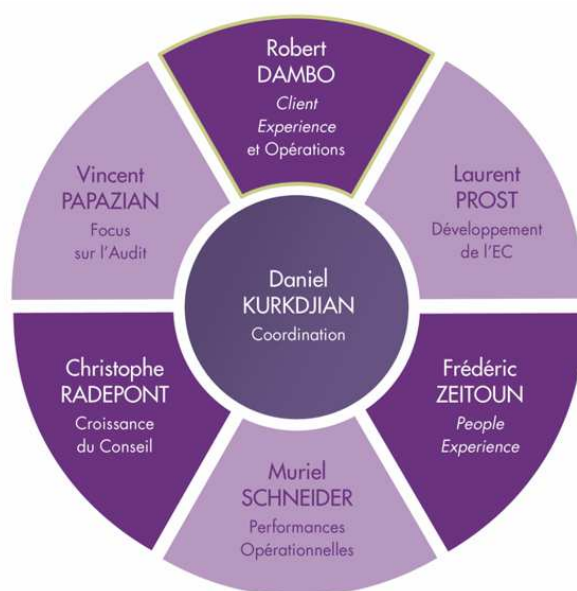 Robert
DAMBO
Client
Experience
et Opérations
Laurent
PROST
Développement
de l'EC
Frédéric
ZEITOUN
People
Experience
Muriel
SCHNEIDER
Performances
Opérationnelles
Christophe
RADEPONT
Croissance
du Conseil
Vincent
PAPAZIAN
Focus
sur l'Audit
Daniel
KURKDJIAN
Coordination